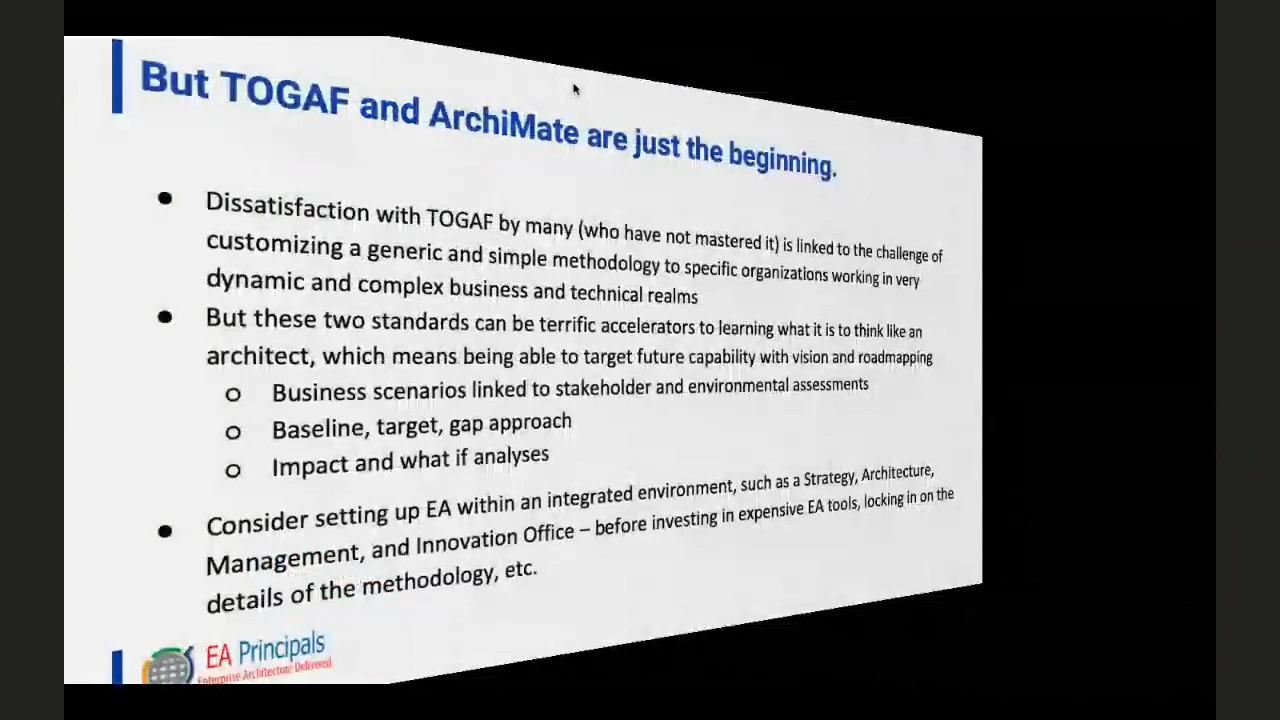 But TOGAF and ArchiMate are just the beginning.
● Dissatisfaction with TOGAF by many (who have not mastered it) is linked to the challenge of
customizing a generic and simple methodology to specific organizations working in very
dynamic and complex business and technical realms
● But these two standards can be terrific accelerators to learning what it is to think like an
architect, which means being able to target future capability with vision and roadmapping
o Business scenarios linked to stakeholder and environmental assessments
o Baseline, target, gap approach
o Impact and what if analyses
● Consider setting up EA within an integrated environment, such as a Strategy, Architecture,
Management, and Innovation Office – before investing in expensive EA tools, locking in on the
details of the methodology, etc.
EA Principals
Enterprise Architecture Delivered